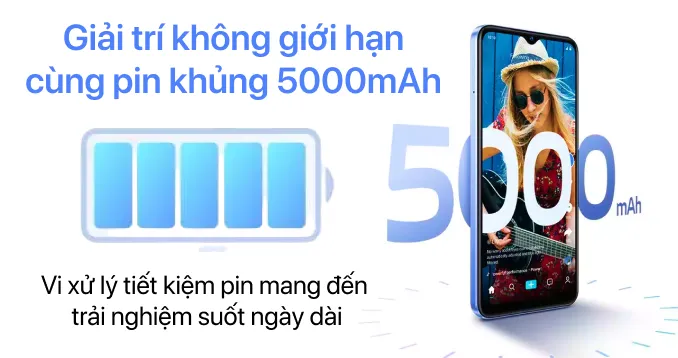 Giải trí không giới hạn
cùng pin khủng 5000mAh
5000 mAh
Vi xử lý tiết kiệm pin mang đến
trải nghiệm suốt ngày dài